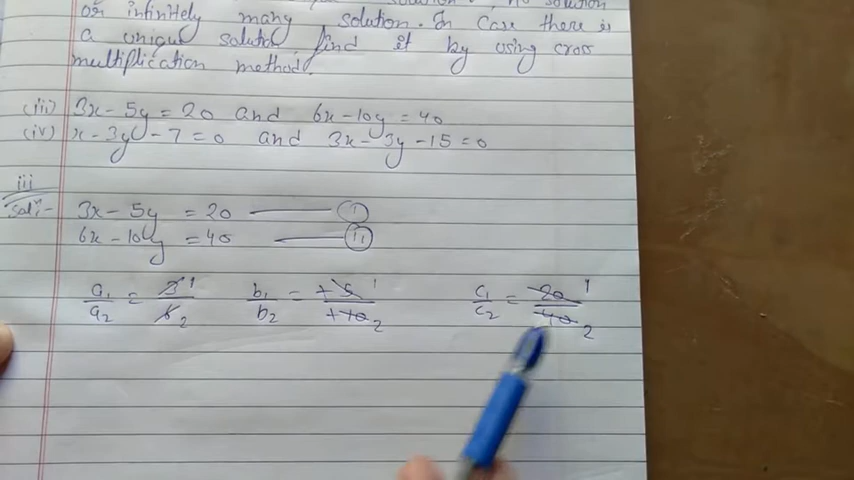 solution
or infinitely many solution. In Case there is
a unique solution find it by using cross
multiplication method.
(iii) 3x - 5y = 20 and 6x - 10y = 40
(iv) x - 3y - 7 = 0 and 3x - 3y - 15 = 0
iii
Sol:- 3x - 5y = 20 — (i)
6x - 10y = 40 — (ii)
a₁/a₂ = 3 1/6 2 b₁/b₂ = +5 1/+10 2 c₁/c₂ = 20 1/40 2